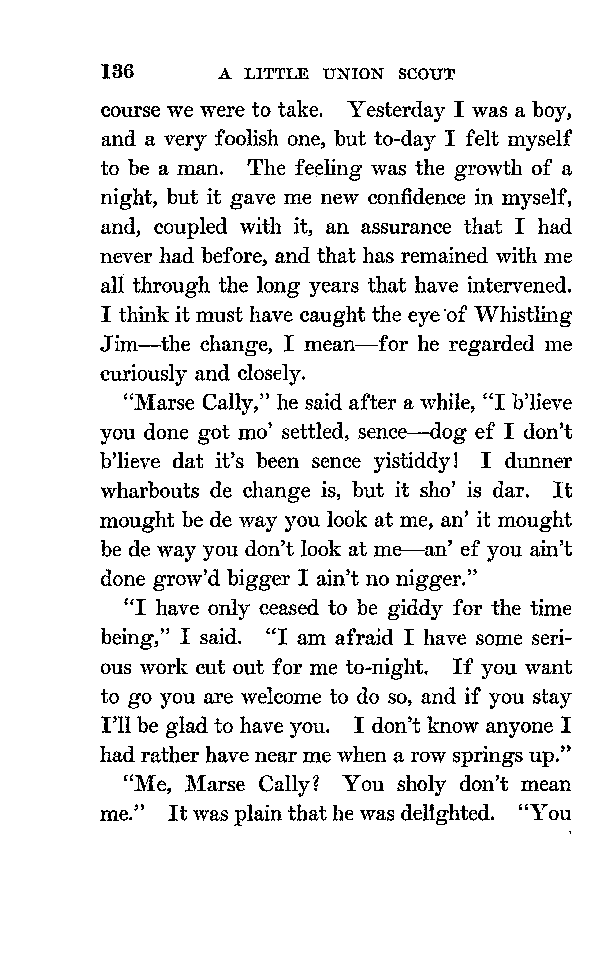 136 A LITTLE UNION SCOUT
course we were to take. Yesterday I was a boy,
and a very foolish one, but to-day I felt myself
to be a man. The feeling was the growth of a
night, but it gave me new confidence in myself,
and, coupled with it, an assurance that I had
never had before, and that has remained with me
all through the long years that have intervened.
I think it must have caught the eye of Whistling
Jim—the change, I mean—for he regarded me
curiously and closely.
"Marse Cally," he said after a while, "I b'lieve
you done got mo' settled, sence—dog ef I don't
b'lieve dat it's been sence yistiddy! I dunner
wharbouts de change is, but it sho' is dar. It
mought be de way you look at me, an' it mought
be de way you don't look at me—an' ef you ain't
done grow'd bigger I ain't no nigger."
"I have only ceased to be giddy for the time
being," I said. "I am afraid I have some seri-
ous work cut out for me to-night. If you want
to go you are welcome to do so, and if you stay
I'll be glad to have you. I don't know anyone I
had rather have near me when a row springs up."
"Me, Marse Cally? You sholy don't mean
me." It was plain that he was delighted. "You